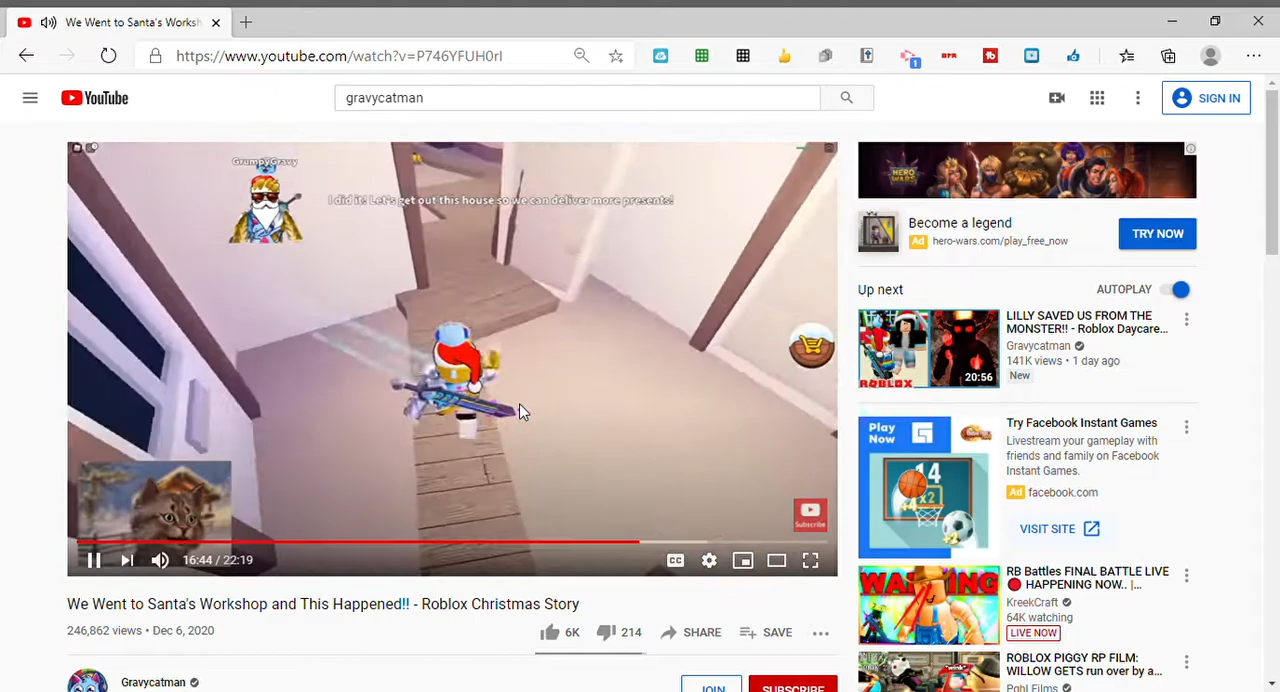 We Went to Santa's Worksh
https://www.youtube.com/watch?v=P746YFUH0rI
1
YouTube
gravycatman
SIGN IN
GrumpyGravy
I did it! Let's get out this house so we can deliver more presents!
Subscribe
16:44 / 22:19
CC
We Went to Santa's Workshop and This Happened!! - Roblox Christmas Story
246,862 views • Dec 6, 2020
6K
214
SHARE
SAVE
Gravycatman
JOIN
SUBSCRIBE
HERO WARS
Become a legend
Ad hero-wars.com/play_free_now
TRY NOW
Up next
AUTOPLAY
ROBLOX
20:56
LILLY SAVED US FROM THE
MONSTER!! - Roblox Daycare...
Gravycatman
141K views • 1 day ago
New
Play
Now
14
x2
Try Facebook Instant Games
Livestream your gameplay with
friends and family on Facebook
Instant Games.
Ad facebook.com
VISIT SITE
RB Battles FINAL BATTLE LIVE
HAPPENING NOW.. |...
KreekCraft
64K watching
LIVE NOW
ROBLOX PIGGY RP FILM:
WILLOW GETS run over by a...
Pghl Films